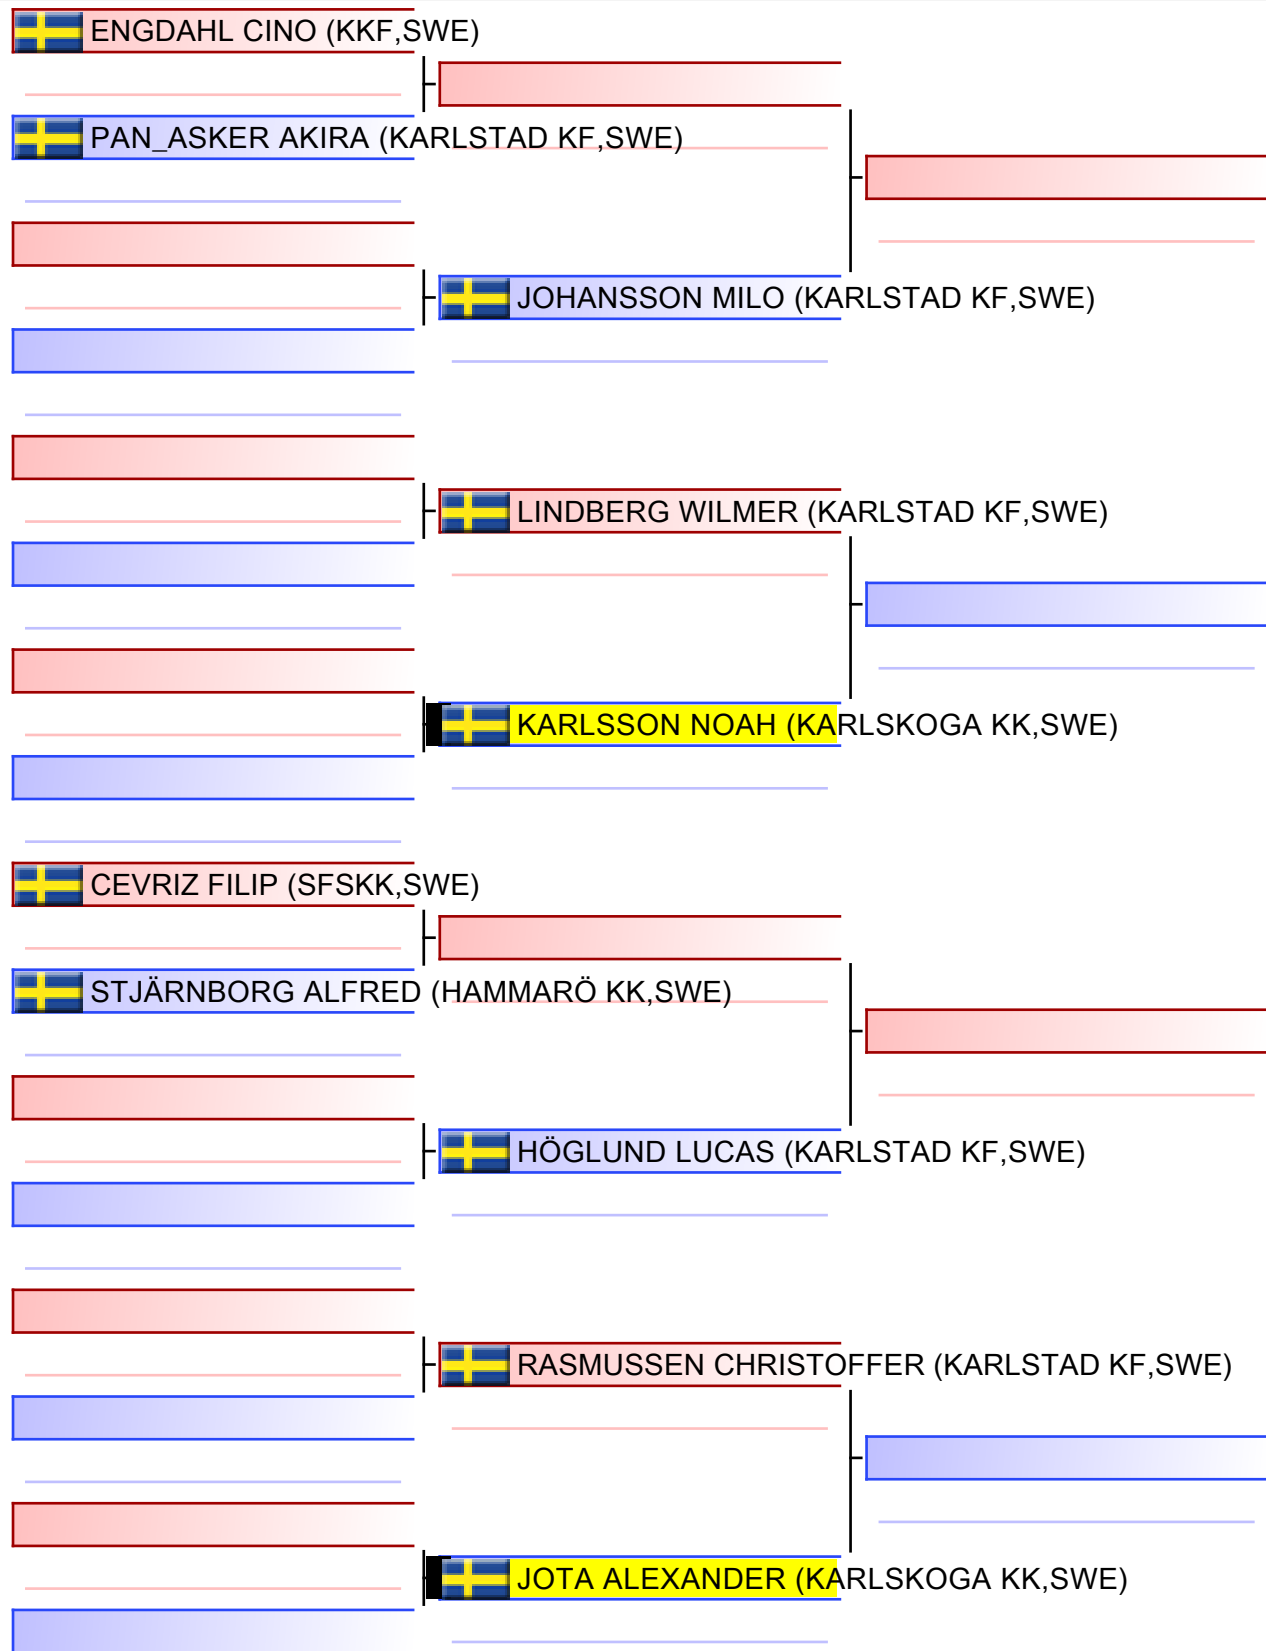 ENGDAHL CINO (KKF,SWE)
PAN_ASKER AKIRA (KARLSTAD KF,SWE)
JOHANSSON MILO (KARLSTAD KF,SWE)
LINDBERG WILMER (KARLSTAD KF,SWE)
KARLSSON NOAH (KARLSKOGA KK,SWE)
CEVRIZ FILIP (SFSKK,SWE)
STJÄRNBORG ALFRED (HAMMARÖ KK,SWE)
HÖGLUND LUCAS (KARLSTAD KF,SWE)
RASMUSSEN CHRISTOFFER (KARLSTAD KF,SWE)
JOTA ALEXANDER (KARLSKOGA KK,SWE)